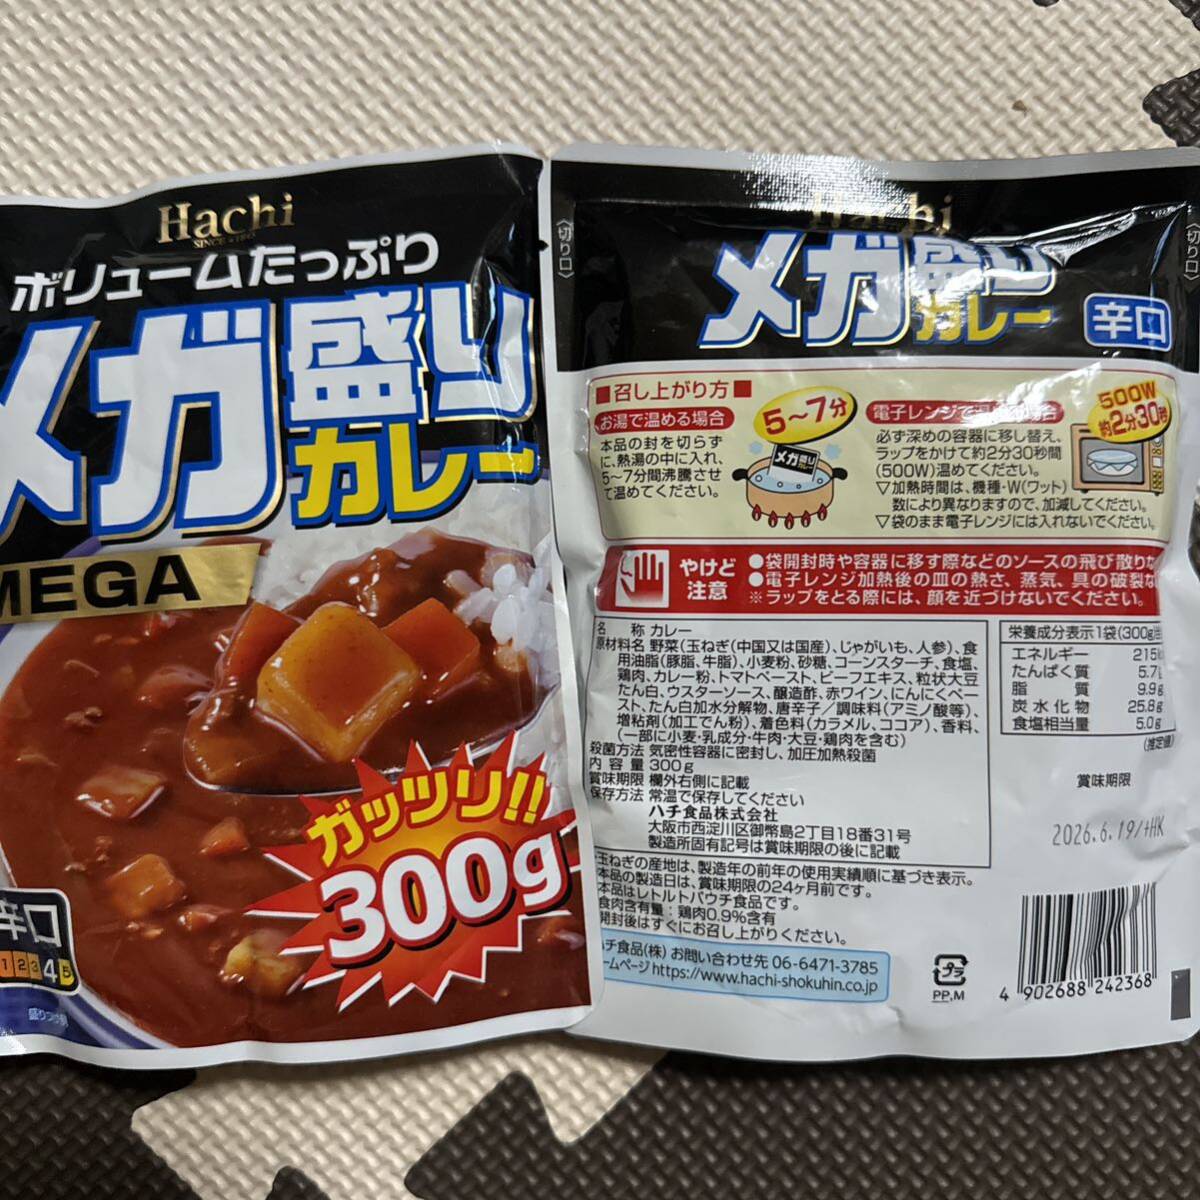 Hachi
SINCE 1845
ボリュームたっぷり
メガ盛り
カレー
MEGA
ガッツリ!!
300g
辛口
1 2 3 4 5
〈切り口〉
Hachi
〈切り口〉
メガ盛り
カレー
辛口
■召し上がり方■
お湯で温める場合
本品の封を切らず
に、熱湯の中に入れ、
5〜7分間沸騰させ
て温めてください。
5〜7分
メガ盛り
カレー
電子レンジで 場合
500W
約2分30秒
必ず深めの容器に移し替え、
ラップをかけて約2分30秒間
(500W)温めてください。
▽加熱時間は、機種・W(ワット)
数により異なりますので、加減してください。
▽袋のまま電子レンジには入れないでください。
やけど
注意
●袋開封時や容器に移す際などのソースの飛び散りな
●電子レンジ加熱後の皿の熱さ、蒸気、具の破裂な
※ラップをとる際には、顔を近づけないでください。
名 称 カレー
原材料名 野菜(玉ねぎ(中国又は国産)、じゃがいも、人参)、食
用油脂(豚脂、牛脂)、小麦粉、砂糖、コーンスターチ、食塩、
鶏肉、カレー粉、トマトペースト、ビーフエキス、粒状大豆
たん白、ウスターソース、醸造酢、赤ワイン、にんにくペー
スト、たん白加水分解物、唐辛子/調味料(アミノ酸等)、
増粘剤(加工でん粉)、着色料(カラメル、ココア)、香料、
(一部に小麦・乳成分・牛肉・大豆・鶏肉を含む)
殺菌方法 気密性容器に密封し、加圧加熱殺菌
内容量 300g
賞味期限 欄外右側に記載
保存方法 常温で保存してください
ハチ食品株式会社
大阪市西淀川区御幣島2丁目18番31号
製造所固有記号は賞味期限の後に記載
栄養成分表示1袋(300g)当
エネルギー 215k
たんぱく質 5.7g
脂質 9.9g
炭水化物 25.8g
食塩相当量 5.0g
(推定値)
賞味期限
2026.6.19/+HK
玉ねぎの産地は、製造年の前年の使用実績順に基づき表示。
本品の製造日は、賞味期限の24ヶ月前です。
本品はレトルトパウチ食品です。
食肉含有量:鶏肉0.9%含有
開封後はすぐにお召し上がりください。
ハチ食品(株) お問い合わせ先 06-6471-3785
ームページ https://www.hachi-shokuhin.co.jp
プラ
PP,M
4 902688 242368